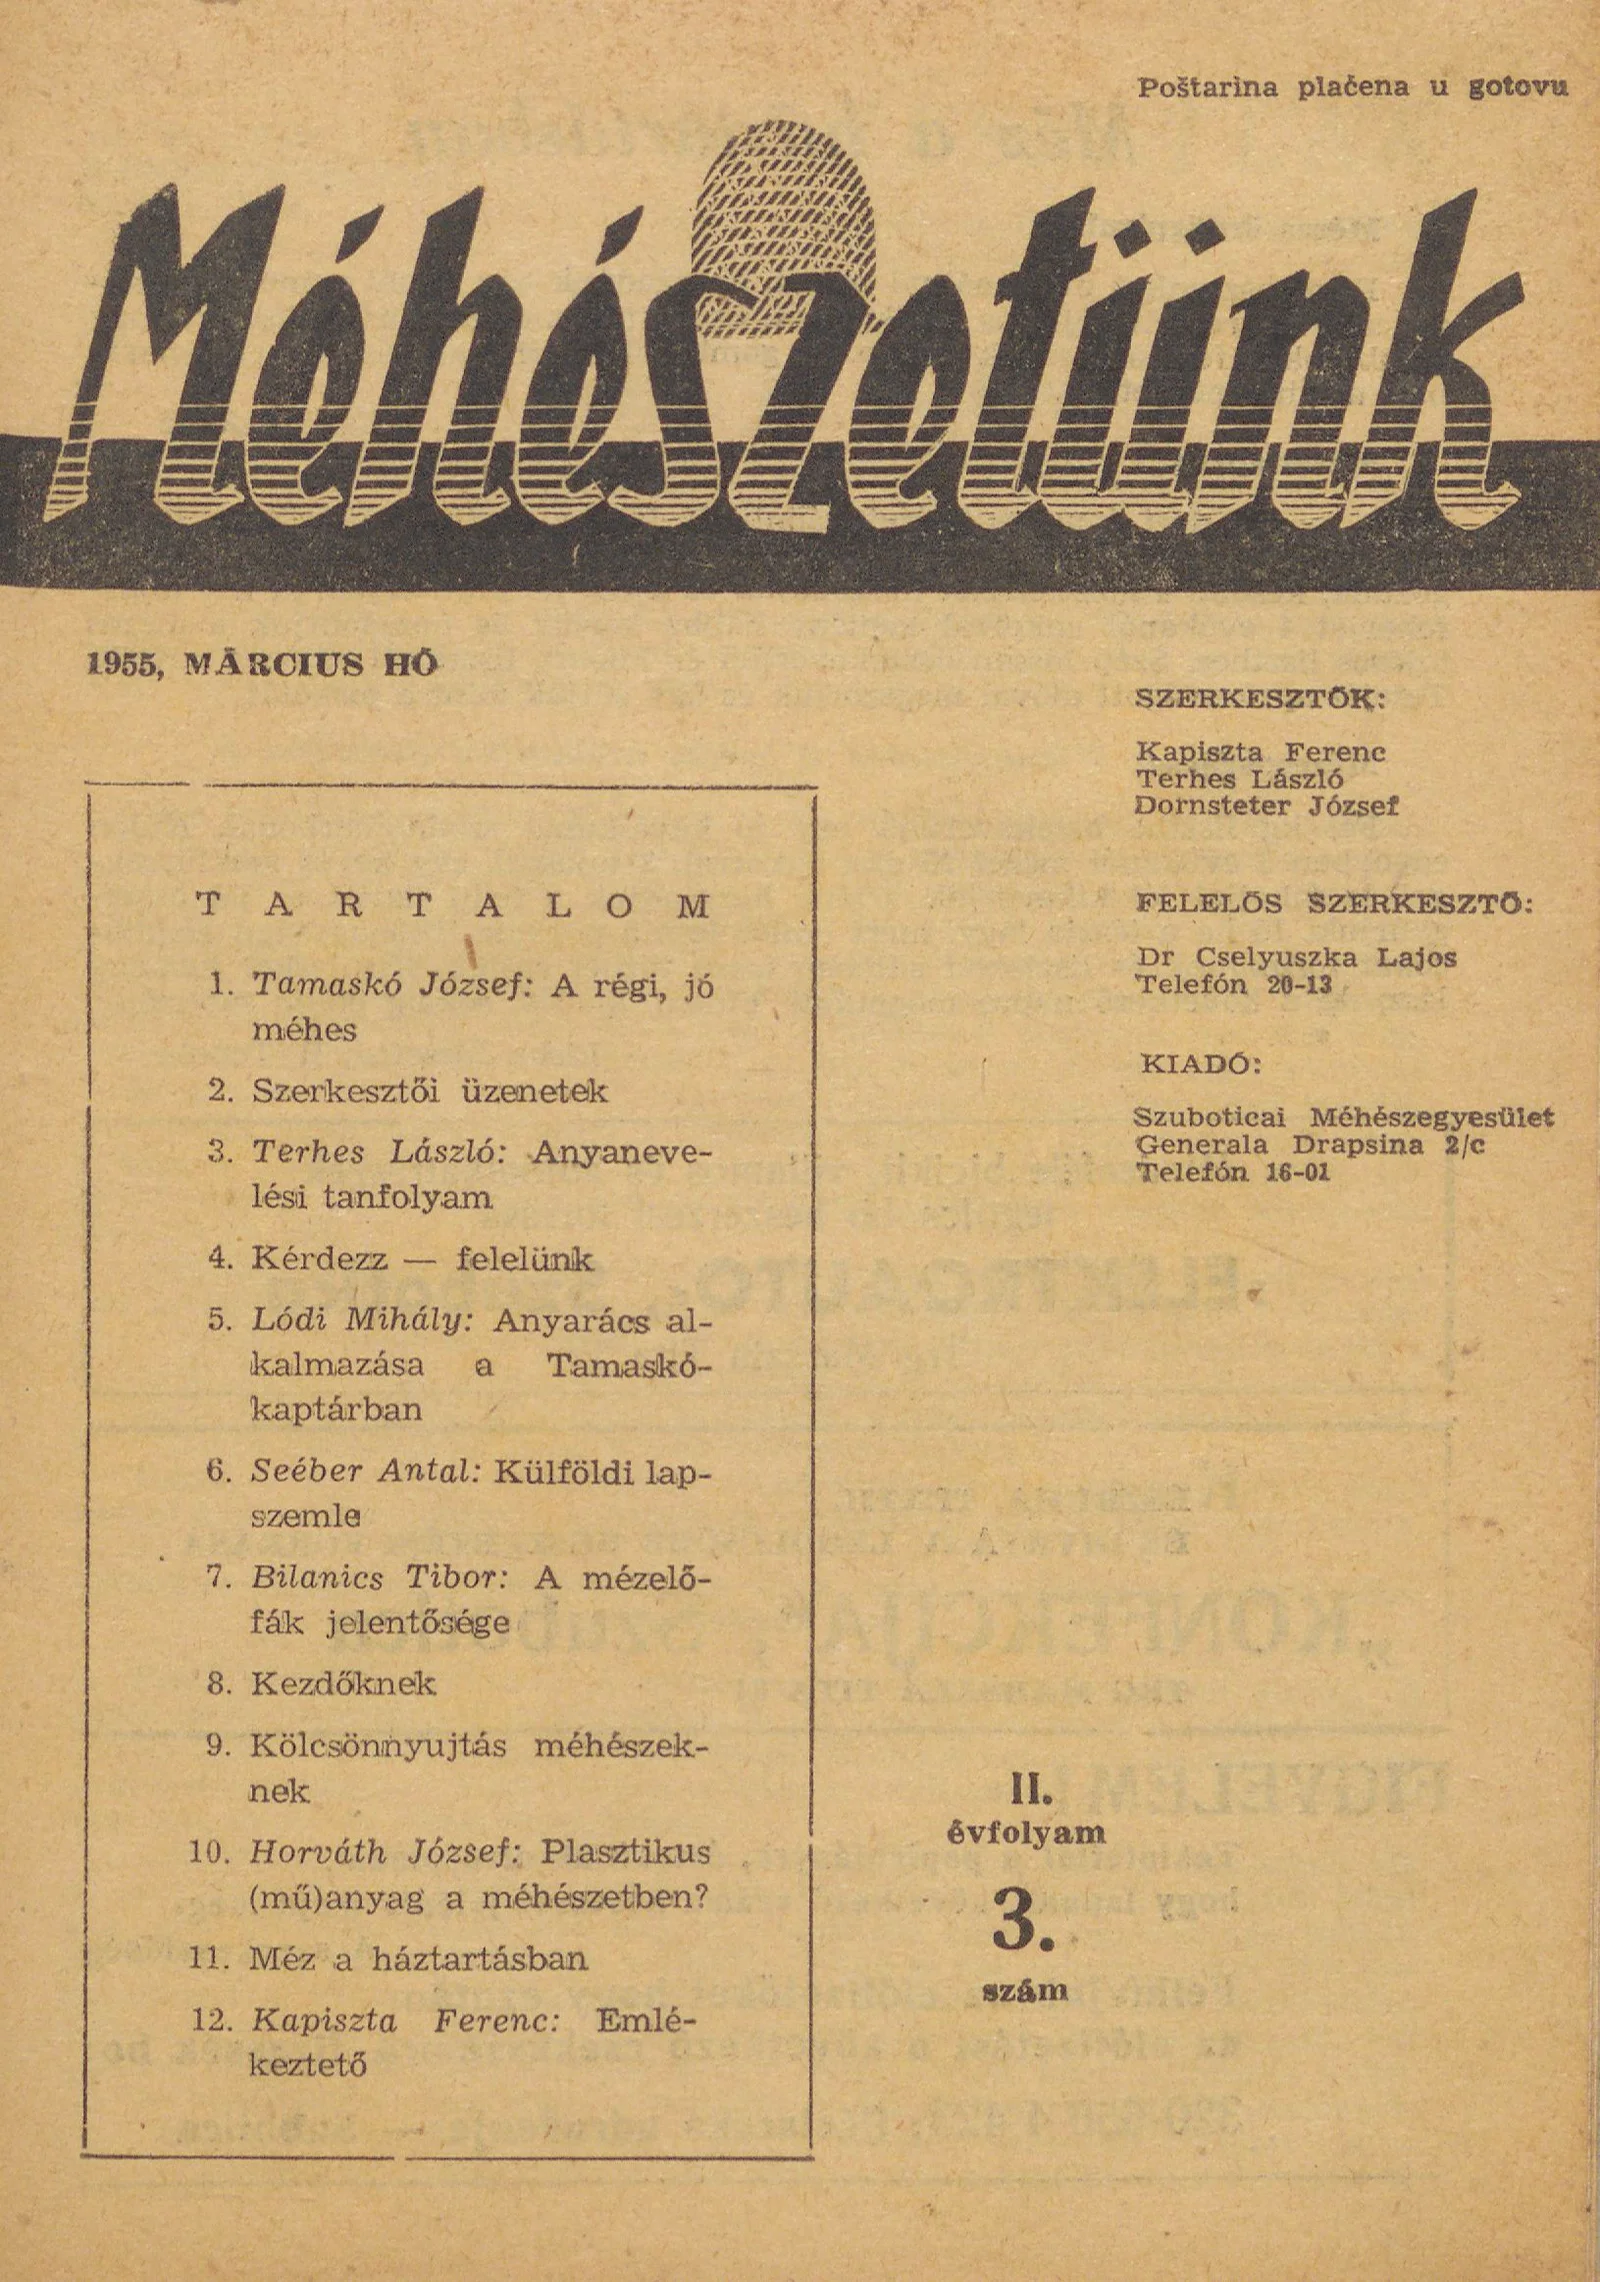 Poštarina plaćena u gotovu
Méhészetünk
1955, MÁRCIUS HÓ
TARTALOM
1. Tamaskó József: A régi, jó
méhes
2. Szerkesztői üzenetek
3. Terhes László: Anyaneve-
lési tanfolyam
4. Kérdezz — felelünk
5. Lódi Mihály: Anyarács al-
kalmazása a Tamaskó-
kaptárban
6. Seéber Antal: Külföldi lap-
szemle
7. Bilanics Tibor: A mézelő-
fák jelentősége
8. Kezdőknek
9. Kölcsönnyujtás méhészek-
nek
10. Horváth József: Plasztikus
(mű)anyag a méhészetben?
11. Méz a háztartásban
12. Kapiszta Ferenc: Emlé-
keztető
SZERKESZTŐK:
Kapiszta Ferenc
Terhes László
Dornsteter József
FELELŐS SZERKESZTŐ:
Dr Cselyuszka Lajos
Telefón 20-13
KIADÓ:
Szuboticai Méhészegyesület
Generala Drapsina 2/c
Telefón 16-01
II.
évfolyam
3.
szám